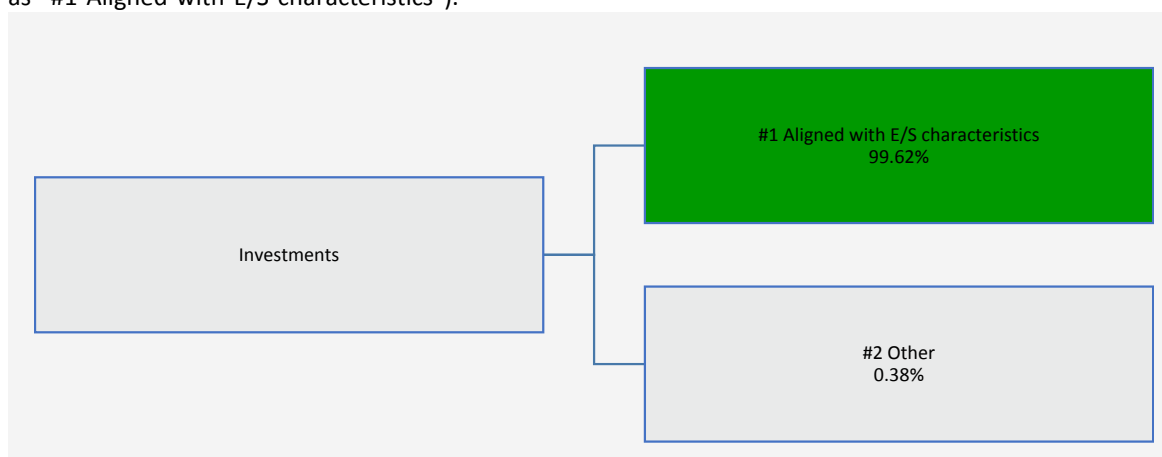 as "#1 Aligned with E/S characteristics").
Investments
#1 Aligned with E/S characteristics
99.62%
#2 Other
0.38%